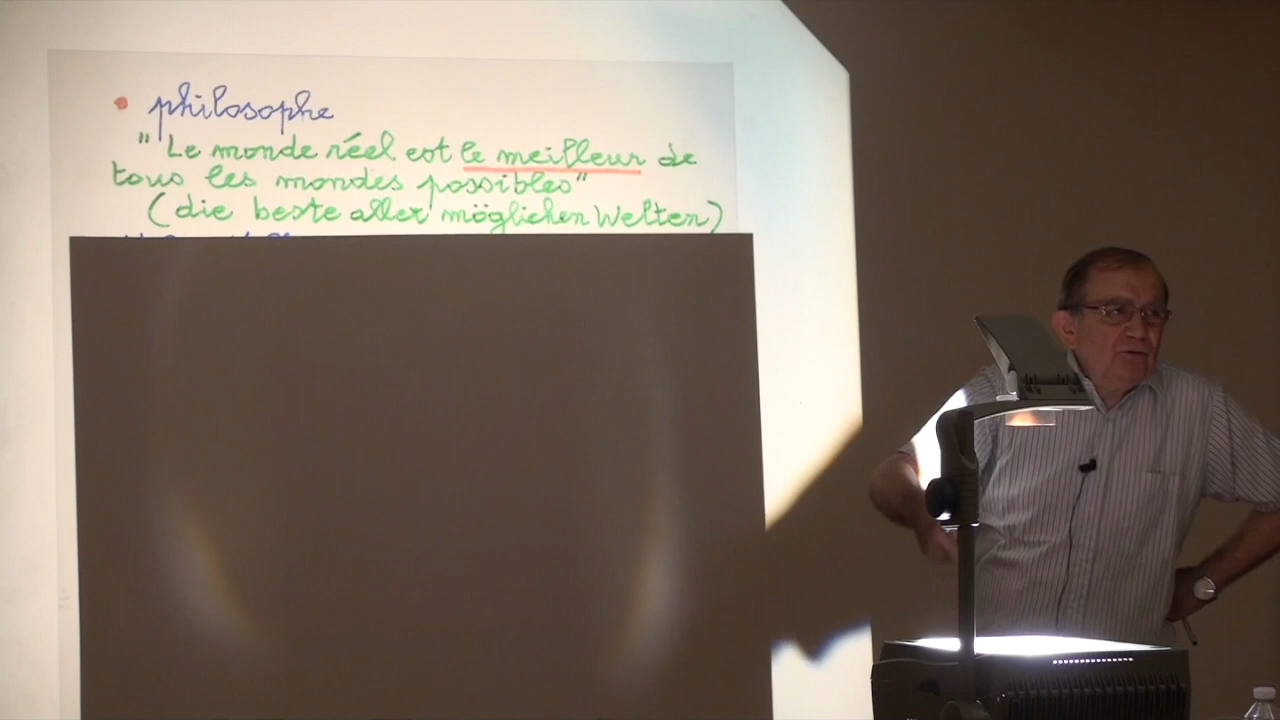 • philosophe
"Le monde réel est le meilleur de
tous les mondes possibles"
(die beste aller möglichen Welten)